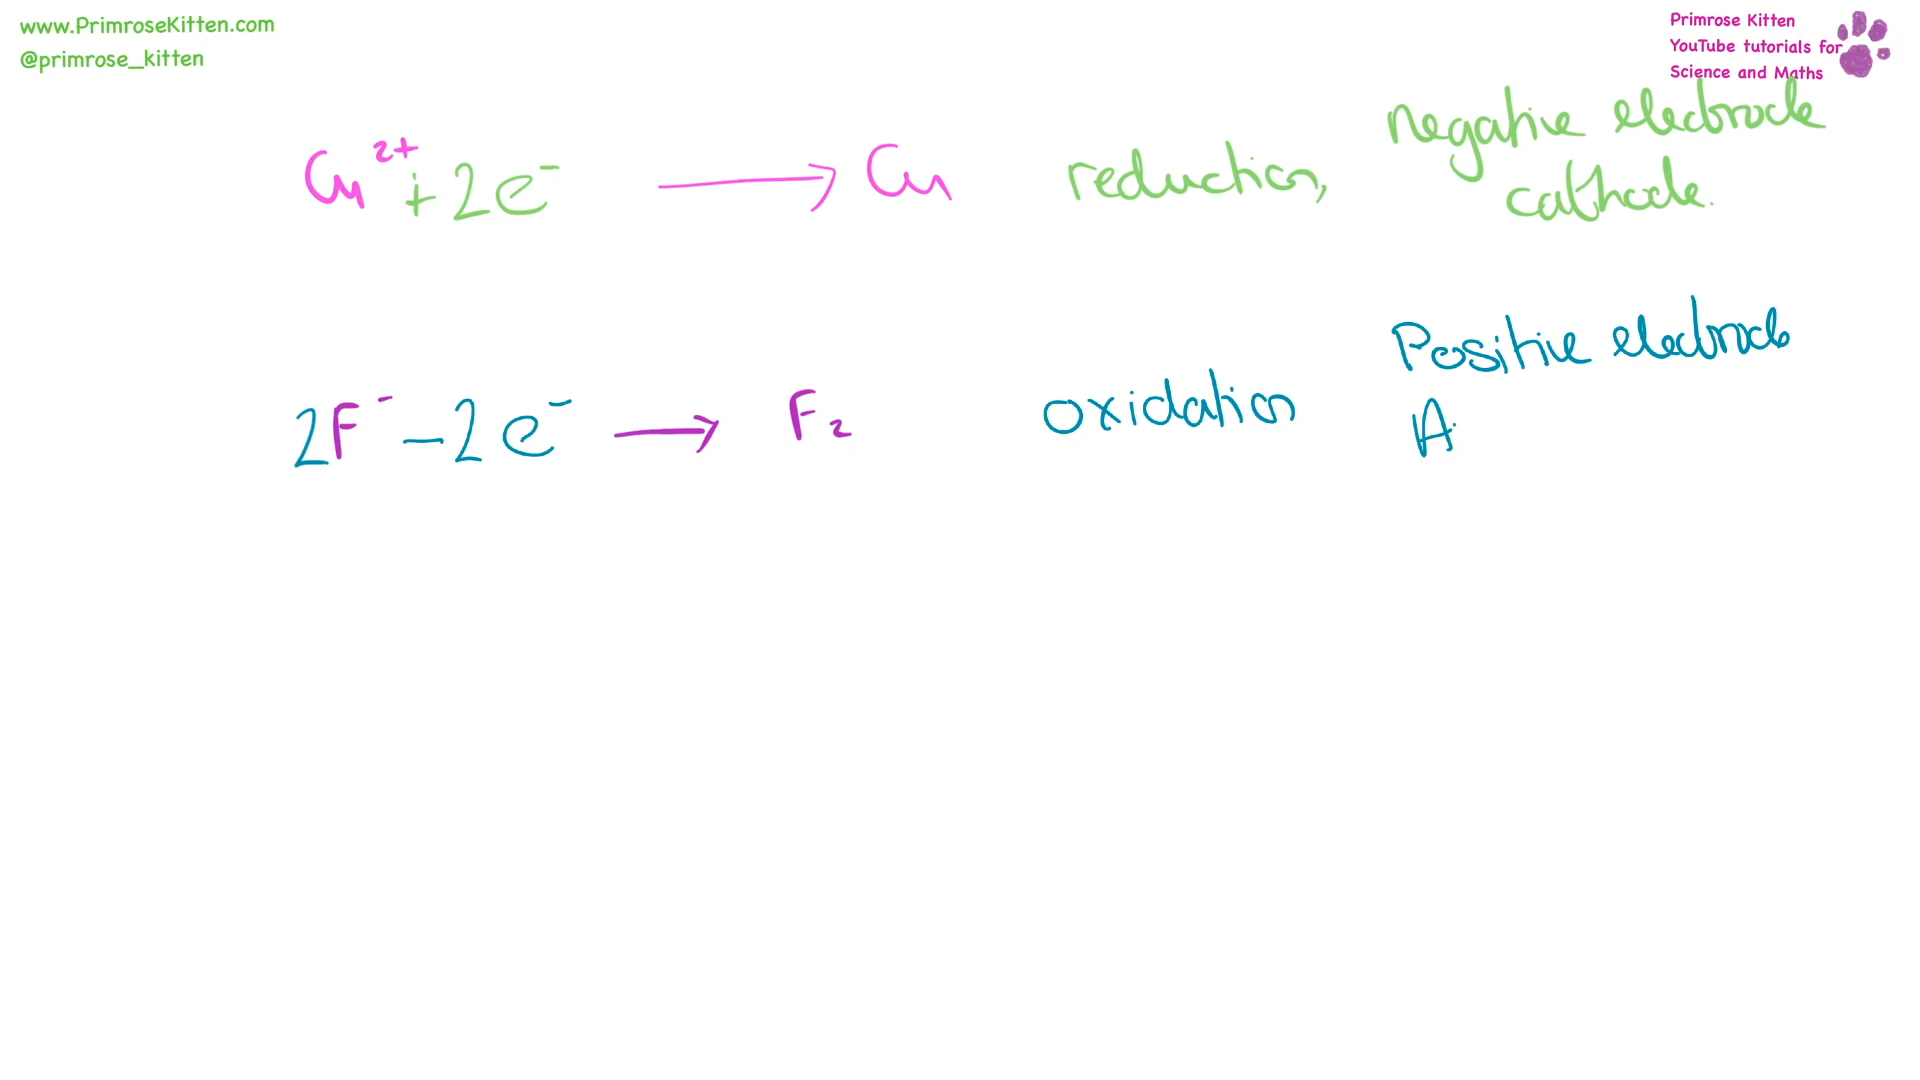 www.PrimroseKitten.com
@primrose_kitten
Primrose Kitten
YouTube tutorials for
Science and Maths
Cu²⁺ + 2e⁻ → Cu reduction, negative electrode
cathode.
2F⁻ – 2e⁻ → F₂ oxidation Positive electrode
A